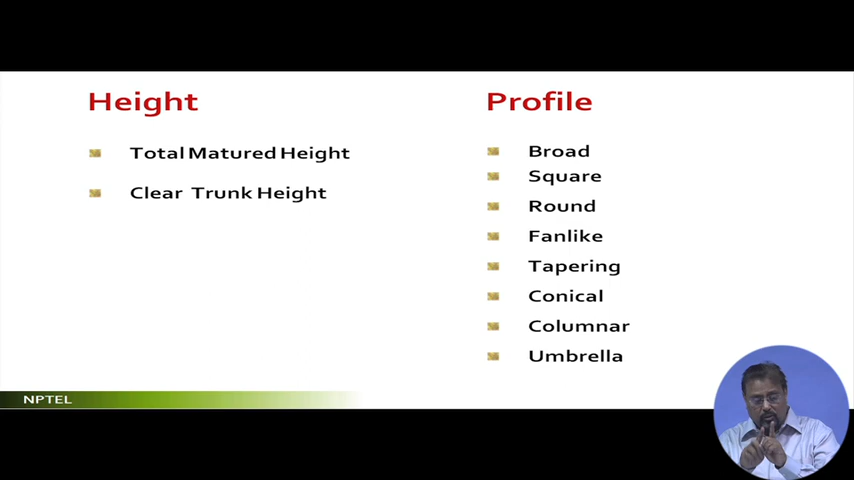 Height
Total Matured Height
Clear Trunk Height
Profile
Broad
Square
Round
Fanlike
Tapering
Conical
Columnar
Umbrella
NPTEL